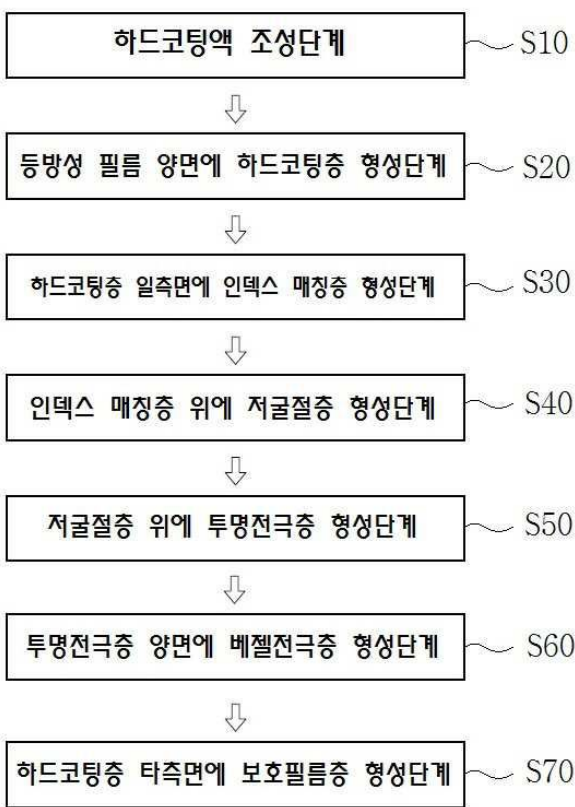 하드코팅액 조성단계 S10
등방성 필름 양면에 하드코팅층 형성단계 S20
하드코팅층 일측면에 인덱스 매칭층 형성단계 S30
인덱스 매칭층 위에 저굴절층 형성단계 S40
저굴절층 위에 투명전극층 형성단계 S50
투명전극층 양면에 베젤전극층 형성단계 S60
하드코팅층 타측면에 보호필름층 형성단계 S70